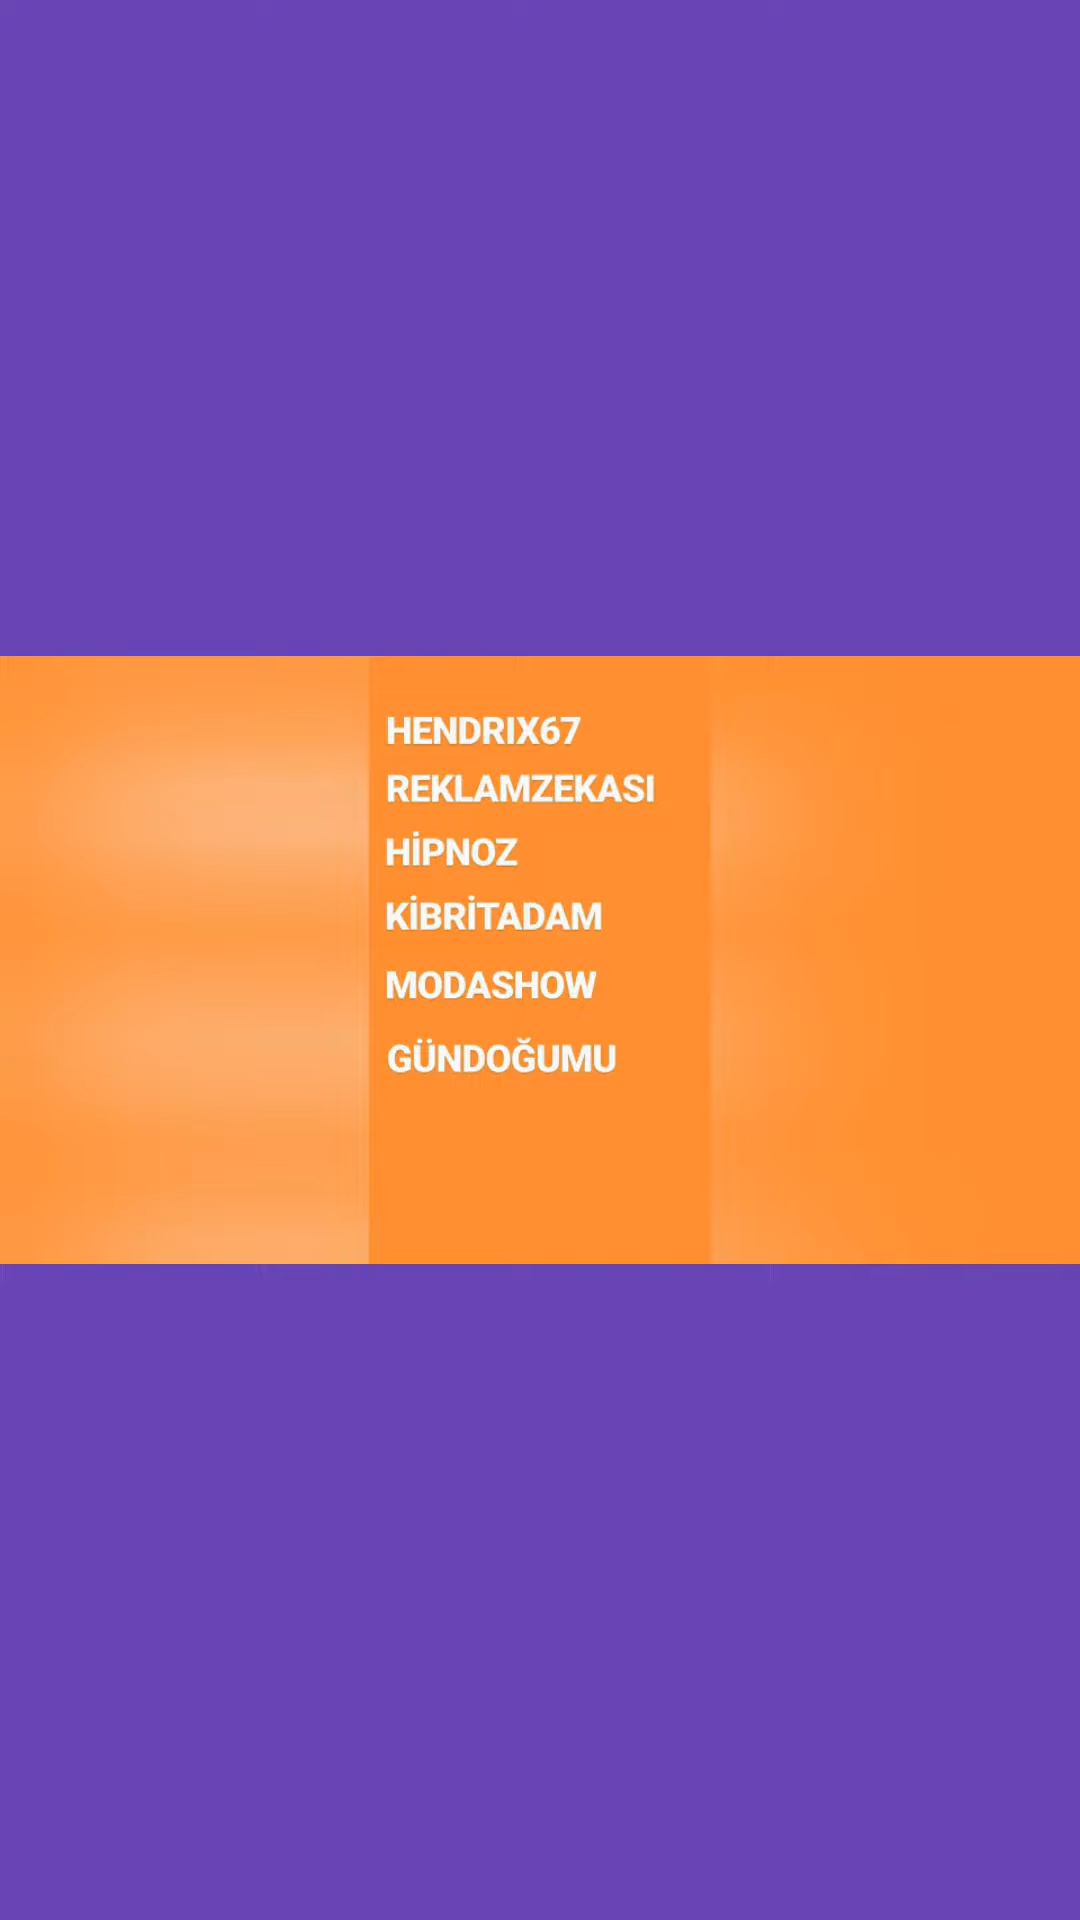 HENDRIX67
REKLAMZEKASI
HİPNOZ
KİBRİTADAM
MODASHOW
GÜNDOĞUMU